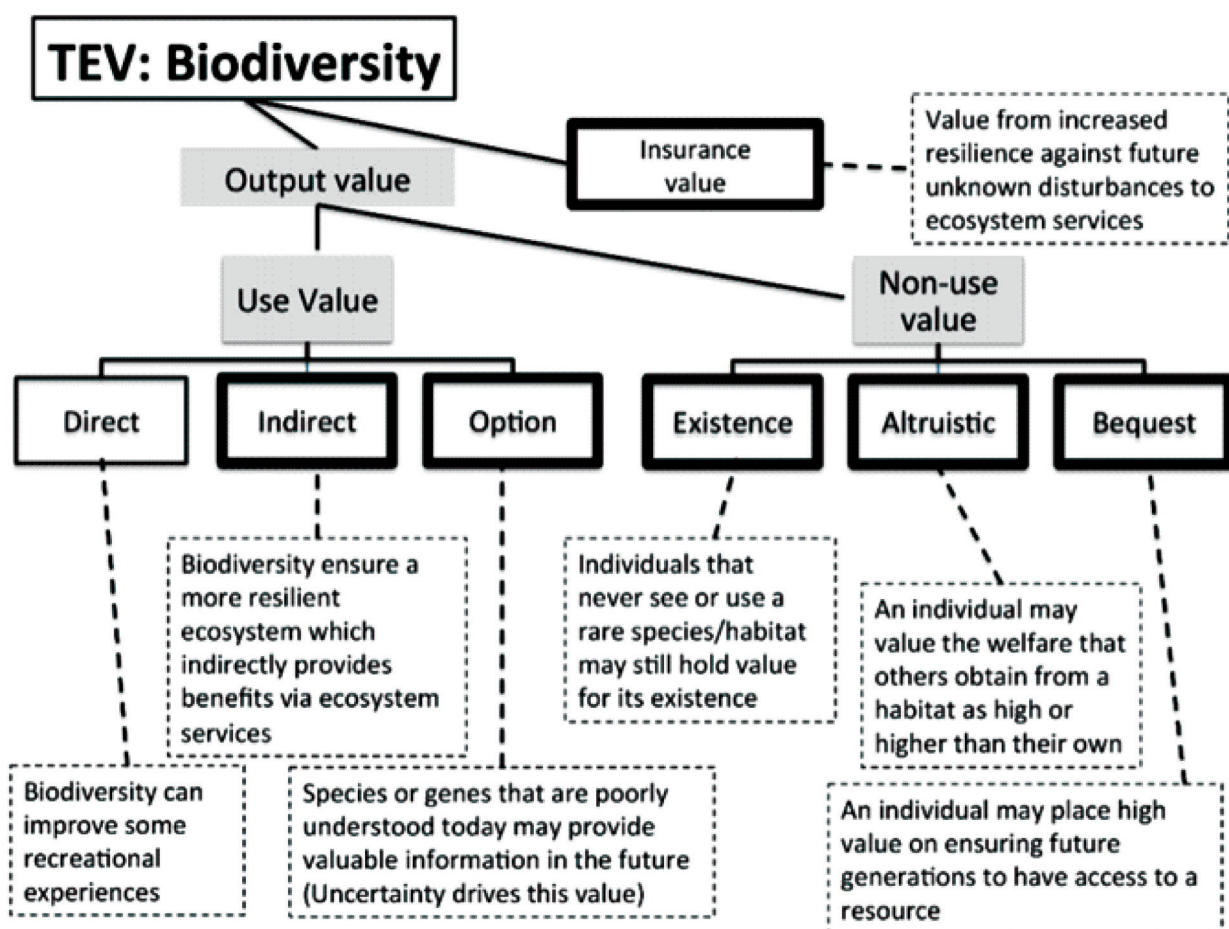 TEV: Biodiversity
Insurance
value
Value from increased
resilience against future
unknown disturbances to
ecosystem services
Output value
Use Value
Non-use
value
Direct
Indirect
Option
Existence
Altruistic
Bequest
Biodiversity ensure a
more resilient
ecosystem which
indirectly provides
benefits via ecosystem
services
Individuals that
never see or use a
rare species/habitat
may still hold value
for its existence
An individual may
value the welfare that
others obtain from a
habitat as high or
higher than their own
Biodiversity can
improve some
recreational
experiences
Species or genes that are poorly
understood today may provide
valuable information in the future
(Uncertainty drives this value)
An individual may place high
value on ensuring future
generations to have access to a
resource